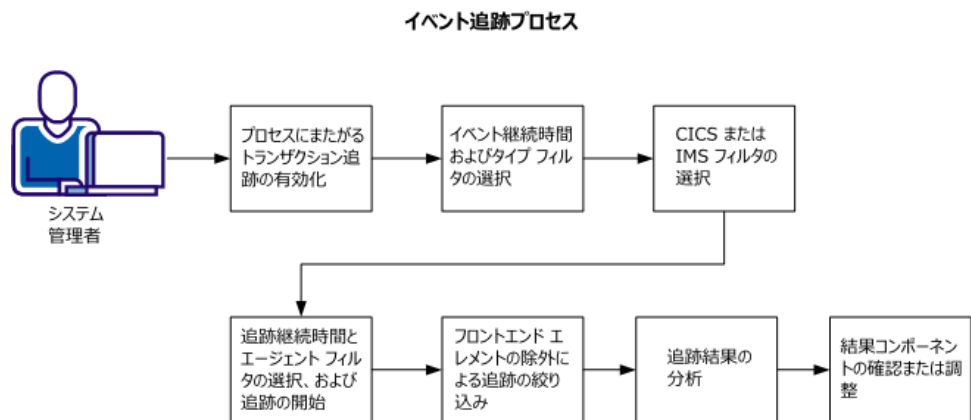 イベント追跡プロセス
システム
管理者
プロセスにまたがる
トランザクション追
跡の有効化
イベント継続時間
およびタイプ フィル
タの選択
CICS または
IMS フィルタの
選択
追跡継続時間と
エージェント フィル
タの選択、および
追跡の開始
フロントエンド エ
レメントの除外に
よる追跡の絞り
込み
追跡結果の
分析
結果コンポーネン
トの確認または調
整